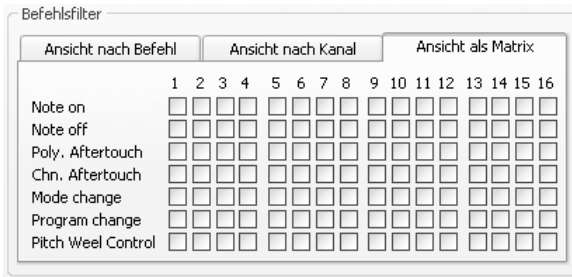 Befehlsfilter
Ansicht nach Befehl Ansicht nach Kanal Ansicht als Matrix
1 2 3 4 5 6 7 8 9 10 11 12 13 14 15 16
Note on
Note off
Poly. Aftertouch
Chn. Aftertouch
Mode change
Program change
Pitch Weel Control